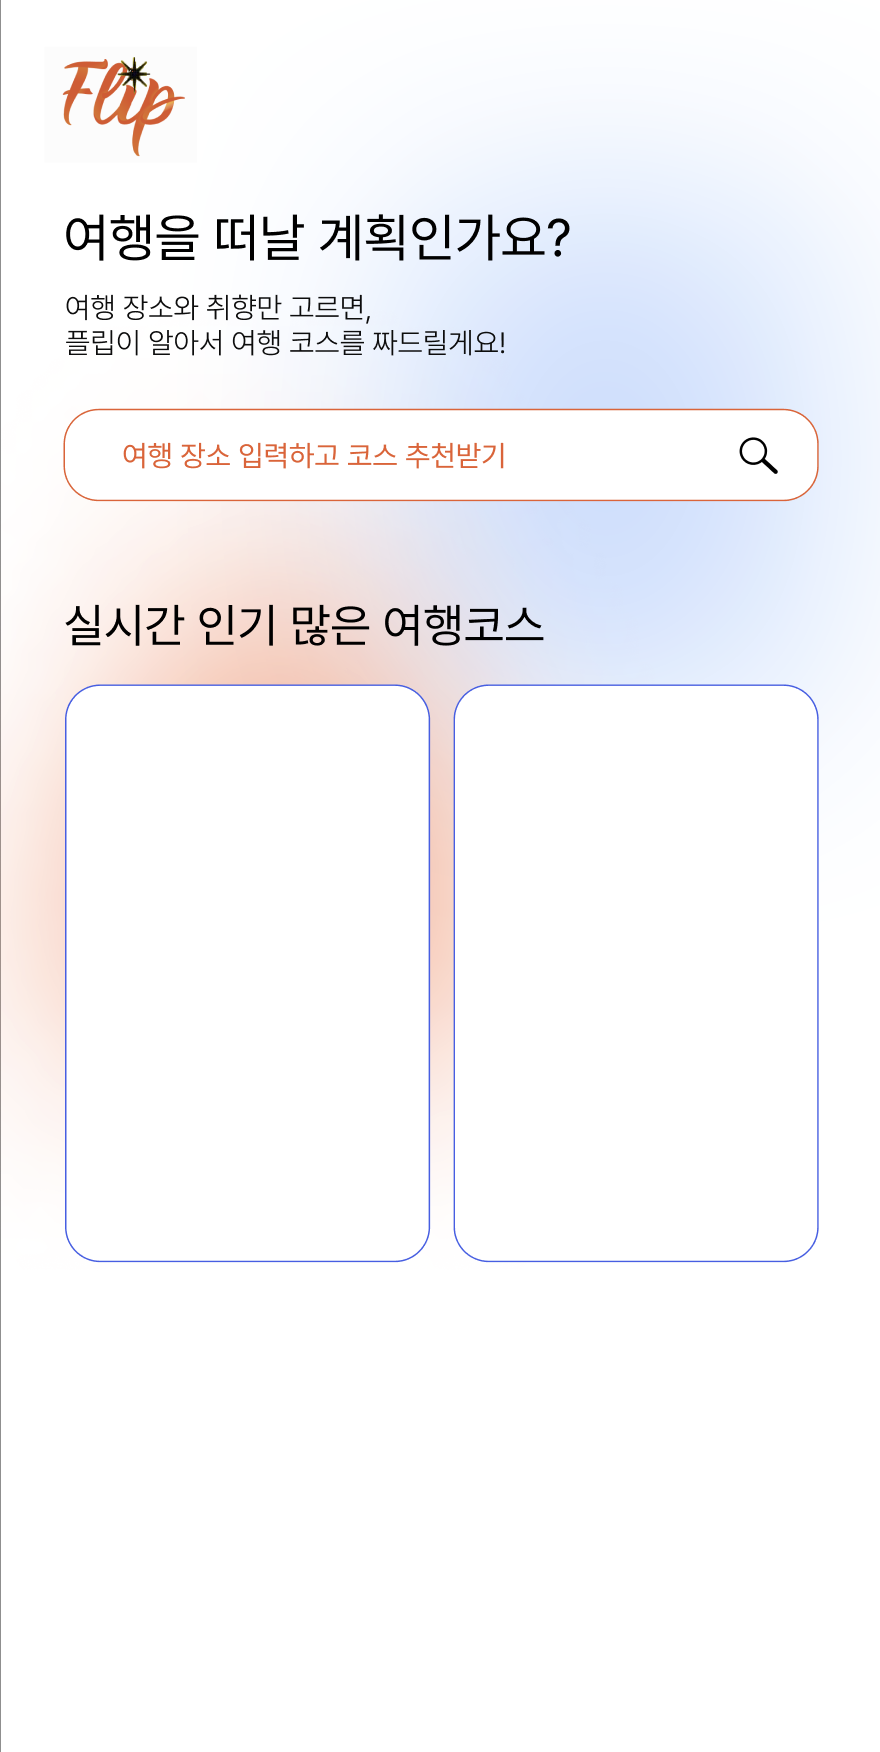 Flip
여행을 떠날 계획인가요?
여행 장소와 취향만 고르면,
플립이 알아서 여행 코스를 짜드릴게요!
여행 장소 입력하고 코스 추천받기
실시간 인기 많은 여행코스